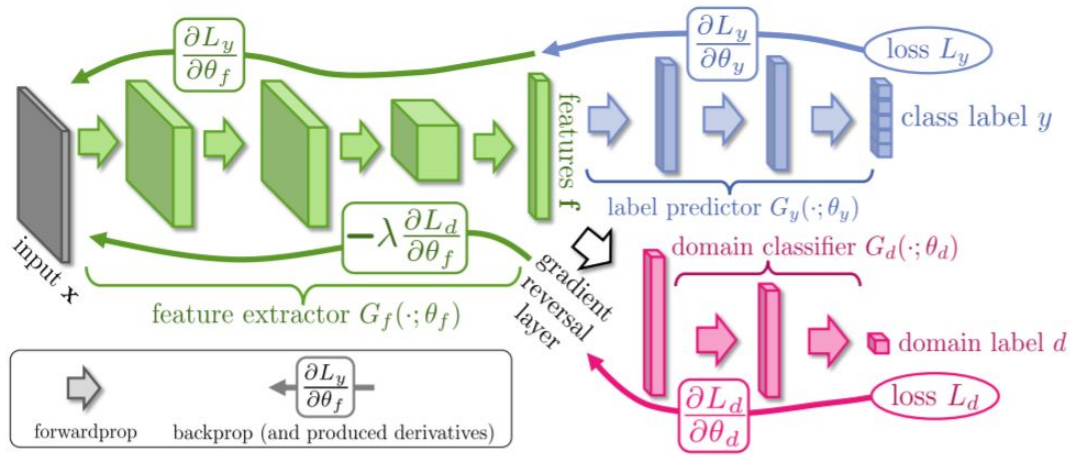 ∂L_y/∂θ_f
∂L_y/∂θ_y
loss L_y
input x
features f
class label y
label predictor G_y(·; θ_y)
−λ ∂L_d/∂θ_f
gradient
reversal
layer
feature extractor G_f(·; θ_f)
domain classifier G_d(·; θ_d)
domain label d
∂L_d/∂θ_d
loss L_d
forwardprop
∂L_y/∂θ_f
backprop (and produced derivatives)